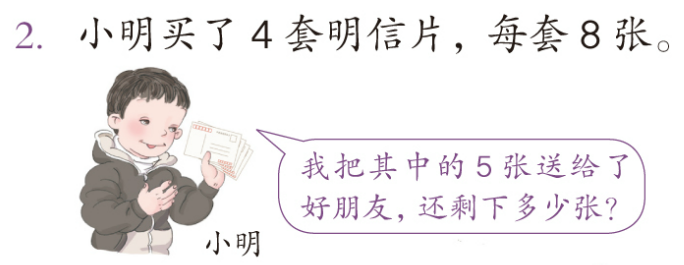 2. 小明买了 4 套明信片，每套 8 张。
我把其中的 5 张送给了
好朋友，还剩下多少张？
小明